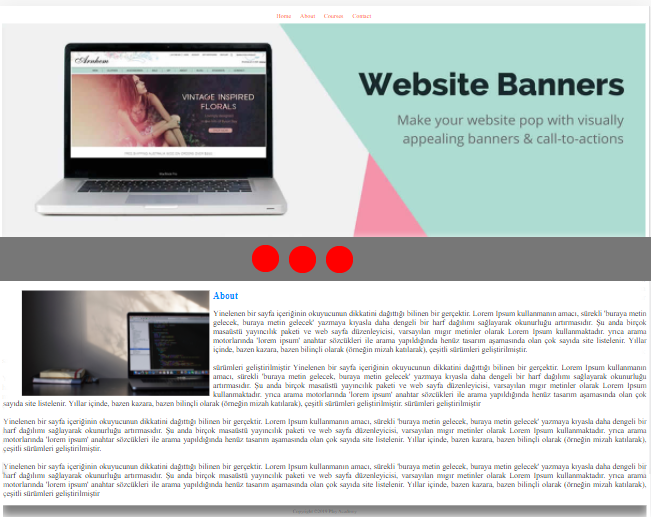 Home About Courses Contact
Arnhem
VINTAGE INSPIRED
FLORALS
Website Banners
Make your website pop with visually
appealing banners & call-to-actions
About
Yinelenen bir sayfa içeriğinin okuyucunun dikkatini dağıttığı bilinen bir gerçektir. Lorem Ipsum kullanmanın amacı, sürekli 'buraya metin
gelecek, buraya metin gelecek' yazmaya kıyasla daha dengeli bir harf dağılımı sağlayarak okunurluğu artırmasıdır. Şu anda birçok
masaüstü yayıncılık paketi ve web sayfa düzenleyicisi, varsayılan mıgır metinler olarak Lorem Ipsum kullanmaktadır. yrıca arama
motorlarında 'lorem ipsum' anahtar sözcükleri ile arama yapıldığında henüz tasarım aşamasında olan çok sayıda site listelenir. Yıllar
içinde, bazen kazara, bazen bilinçli olarak (örneğin mizah katılarak), çeşitli sürümleri geliştirilmiştir.
sürümleri geliştirilmiştir Yinelenen bir sayfa içeriğinin okuyucunun dikkatini dağıttığı bilinen bir gerçektir. Lorem Ipsum kullanmanın
amacı, sürekli 'buraya metin gelecek, buraya metin gelecek' yazmaya kıyasla daha dengeli bir harf dağılımı sağlayarak okunurluğu
artırmasıdır. Şu anda birçok masaüstü yayıncılık paketi ve web sayfa düzenleyicisi, varsayılan mıgır metinler olarak Lorem Ipsum
kullanmaktadır. yrıca arama motorlarında 'lorem ipsum' anahtar sözcükleri ile arama yapıldığında henüz tasarım aşamasında olan çok
sayıda site listelenir. Yıllar içinde, bazen kazara, bazen bilinçli olarak (örneğin mizah katılarak), çeşitli sürümleri geliştirilmiştir. sürümleri geliştirilmiştir
Yinelenen bir sayfa içeriğinin okuyucunun dikkatini dağıttığı bilinen bir gerçektir. Lorem Ipsum kullanmanın amacı, sürekli 'buraya metin gelecek, buraya metin gelecek' yazmaya kıyasla daha dengeli bir
harf dağılımı sağlayarak okunurluğu artırmasıdır. Şu anda birçok masaüstü yayıncılık paketi ve web sayfa düzenleyicisi, varsayılan mıgır metinler olarak Lorem Ipsum kullanmaktadır. yrıca arama
motorlarında 'lorem ipsum' anahtar sözcükleri ile arama yapıldığında henüz tasarım aşamasında olan çok sayıda site listelenir. Yıllar içinde, bazen kazara, bazen bilinçli olarak (örneğin mizah katılarak),
çeşitli sürümleri geliştirilmiştir.
Yinelenen bir sayfa içeriğinin okuyucunun dikkatini dağıttığı bilinen bir gerçektir. Lorem Ipsum kullanmanın amacı, sürekli 'buraya metin gelecek, buraya metin gelecek' yazmaya kıyasla daha dengeli bir
harf dağılımı sağlayarak okunurluğu artırmasıdır. Şu anda birçok masaüstü yayıncılık paketi ve web sayfa düzenleyicisi, varsayılan mıgır metinler olarak Lorem Ipsum kullanmaktadır. yrıca arama
motorlarında 'lorem ipsum' anahtar sözcükleri ile arama yapıldığında henüz tasarım aşamasında olan çok sayıda site listelenir. Yıllar içinde, bazen kazara, bazen bilinçli olarak (örneğin mizah katılarak),
çeşitli sürümleri geliştirilmiştir